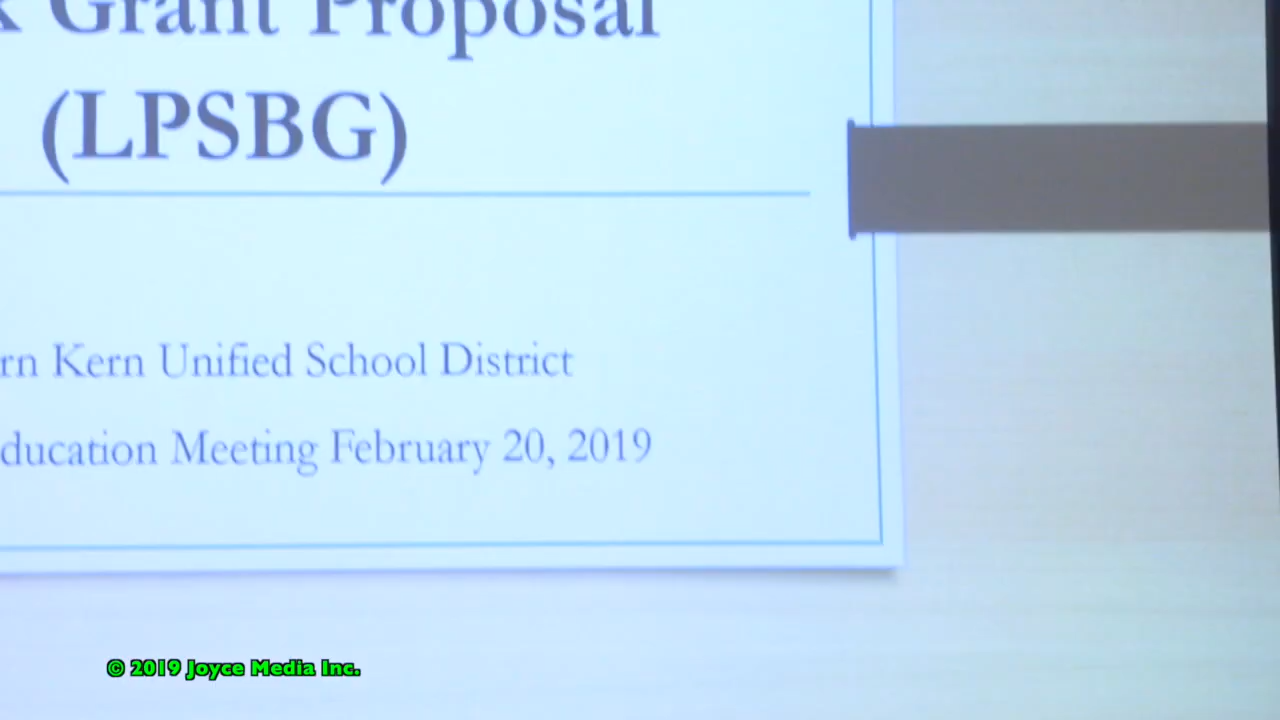 k Grant Proposal
(LPSBG)
rn Kern Unified School District
ducation Meeting February 20, 2019
© 2019 Joyce Media Inc.